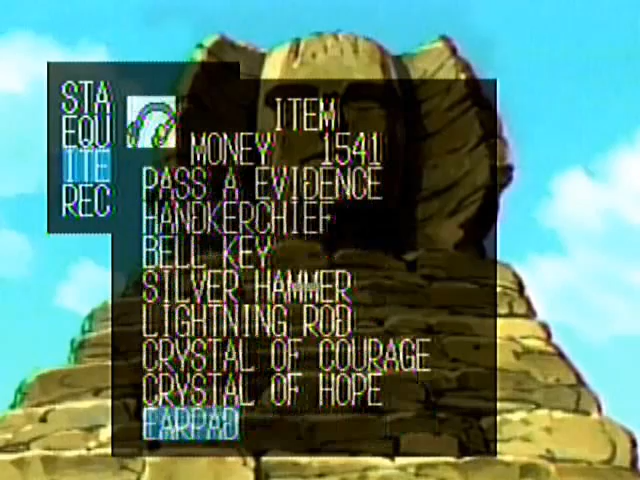 STA
EQU
ITE
REC
ITEM
MONEY 1541
PASS A EVIDENCE
HANDKERCHIEF
BELL KEY
SILVER HAMMER
LIGHTNING ROD
CRYSTAL OF COURAGE
CRYSTAL OF HOPE
EARPAD